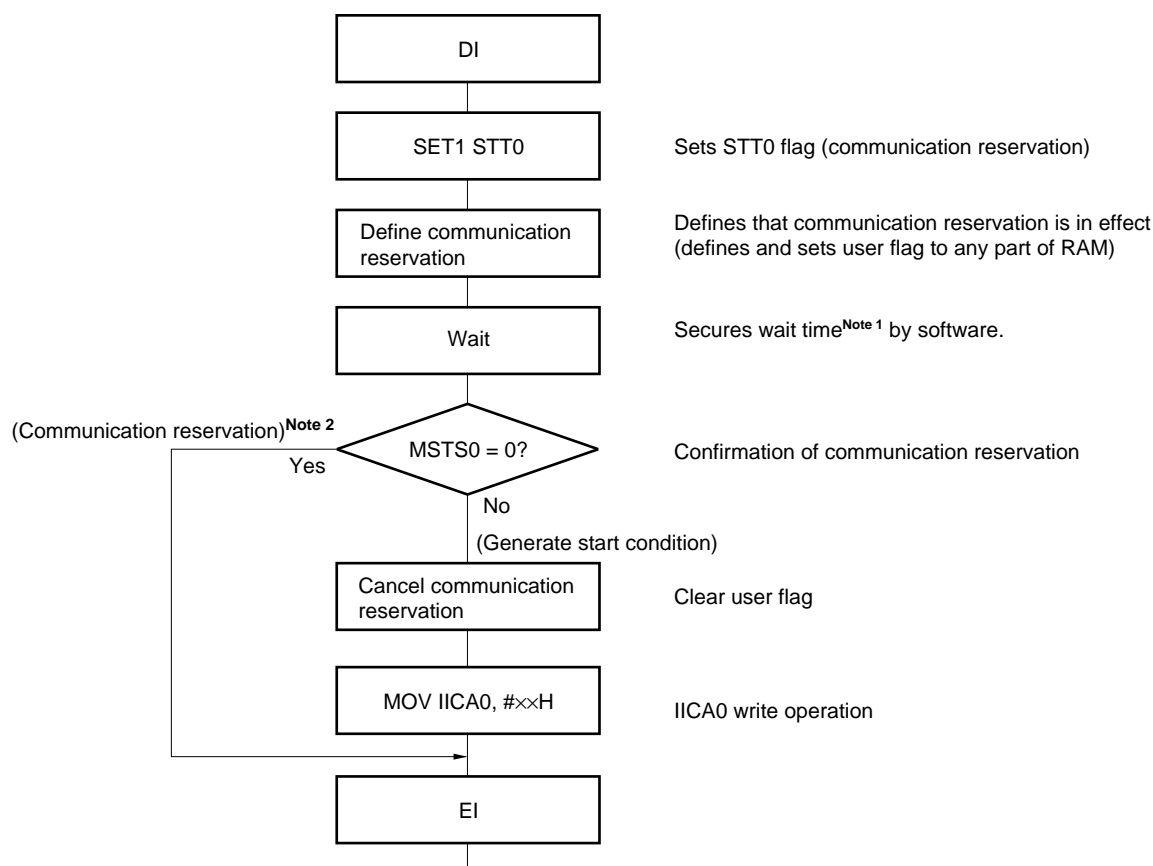 DI
SET1 STT0
Sets STT0 flag (communication reservation)
Define communication
reservation
Defines that communication reservation is in effect
(defines and sets user flag to any part of RAM)
Wait
Secures wait timeNote 1 by software.
(Communication reservation)Note 2
MSTS0 = 0?
Confirmation of communication reservation
Yes
No
(Generate start condition)
Cancel communication
reservation
Clear user flag
MOV IICA0, #××H
IICA0 write operation
EI